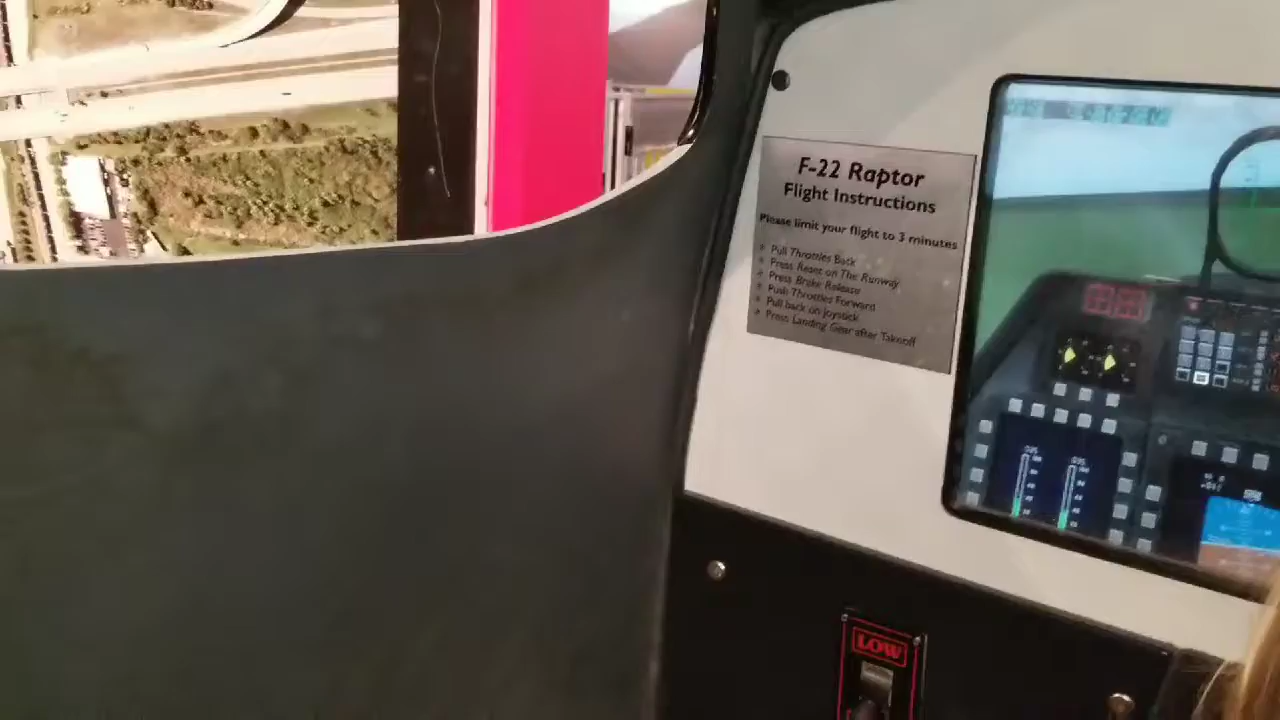 F-22 Raptor
Flight Instructions
Please limit your flight to 3 minutes
Pull Throttles Back
Press Reset on The Runway
Press Brake Release
Push Throttles Forward
Pull back on Joystick
Press Landing Gear after Takeoff
LOW